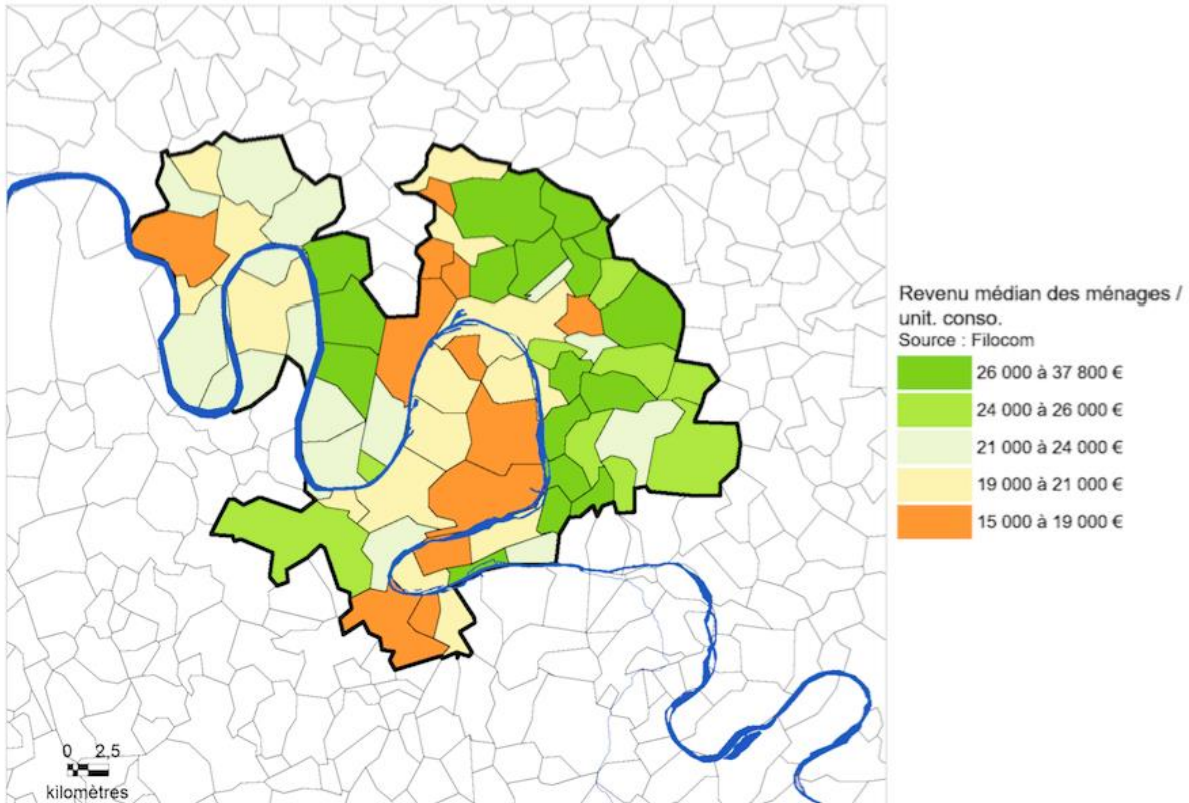 Revenu médian des ménages /
unit. conso.
Source : Filocom
26 000 à 37 800 €
24 000 à 26 000 €
21 000 à 24 000 €
19 000 à 21 000 €
15 000 à 19 000 €
0 2,5
kilomètres